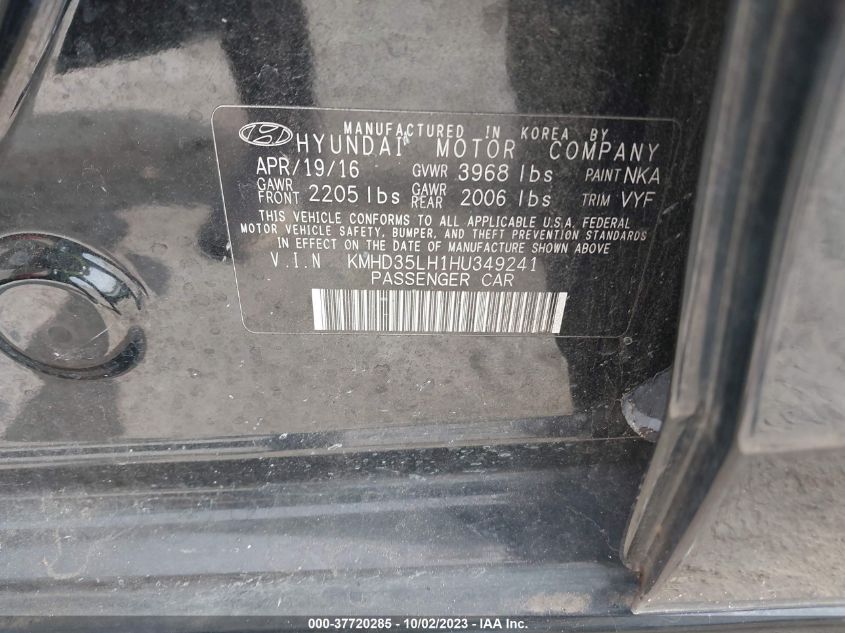 MANUFACTURED IN KOREA BY
HYUNDAI MOTOR COMPANY
APR/19/16 GVWR 3968 lbs PAINT NKA
GAWR FRONT 2205 lbs GAWR REAR 2006 lbs TRIM VYF
THIS VEHICLE CONFORMS TO ALL APPLICABLE U.S.A. FEDERAL
MOTOR VEHICLE SAFETY, BUMPER, AND THEFT PREVENTION STANDARDS
IN EFFECT ON THE DATE OF MANUFACTURE SHOWN ABOVE
V.I.N KMHD35LH1HU349241
PASSENGER CAR
000-37720285 - 10/02/2023 - IAA Inc.